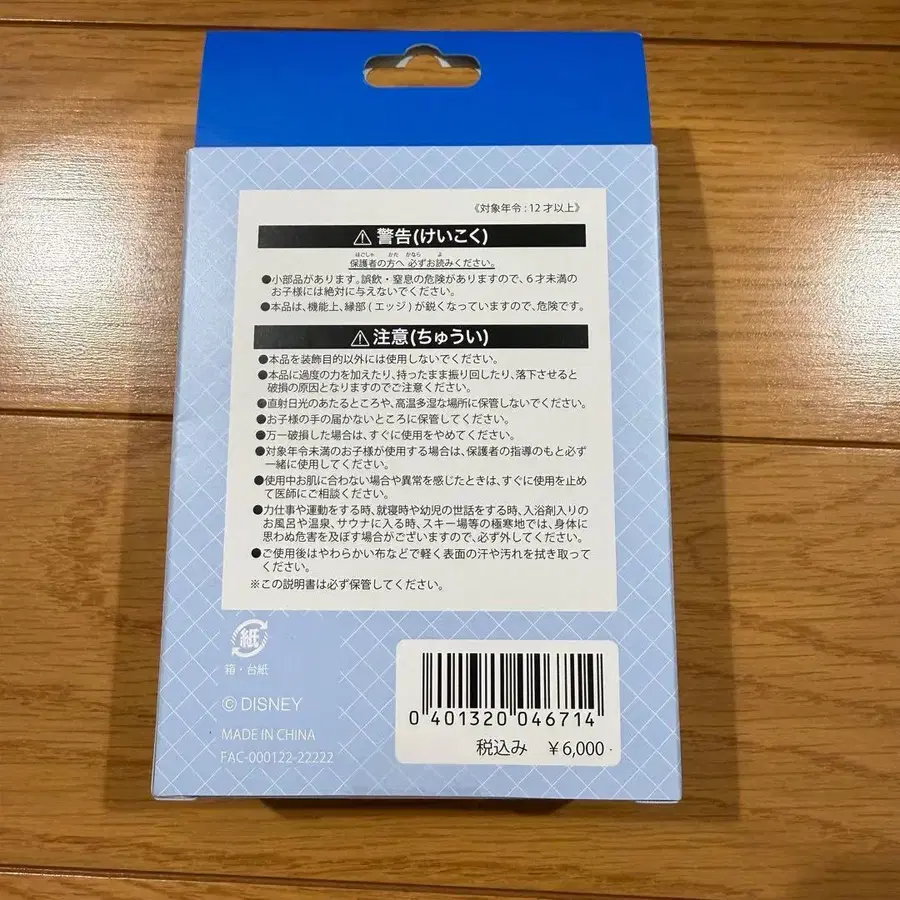 《対象年令：12才以上》
⚠警告(けいこく)
ほごしゃ かた かなら よ
保護者の方へ 必ずお読みください。
●小部品があります。誤飲・窒息の危険がありますので、6才未満の
お子様には絶対に与えないでください。
●本品は、機能上、縁部(エッジ)が鋭くなっていますので、危険です。
⚠注意(ちゅうい)
●本品を装飾目的以外には使用しないでください。
●本品に過度の力を加えたり、持ったまま振り回したり、落下させると
破損の原因となりますのでご注意ください。
●直射日光のあたるところや、高温多湿な場所に保管しないでください。
●お子様の手の届かないところに保管してください。
●万一破損した場合は、すぐに使用をやめてください。
●対象年令未満のお子様が使用する場合は、保護者の指導のもと必ず
一緒に使用してください。
●使用中お肌に合わない場合や異常を感じたときは、すぐに使用を止め
て医師にご相談ください。
●力仕事や運動をする時、就寝時や幼児の世話をする時、入浴剤入りの
お風呂や温泉、サウナに入る時、スキー場等の極寒地では、身体に
思わぬ危害を及ぼす場合がございますので、必ず外してください。
●ご使用後はやわらかい布などで軽く表面の汗や汚れを拭き取って
ください。
※この説明書は必ず保管してください。
紙
箱・台紙
© DISNEY
MADE IN CHINA
FAC-000122-22222
0 401320 046714
税込み ¥6,000